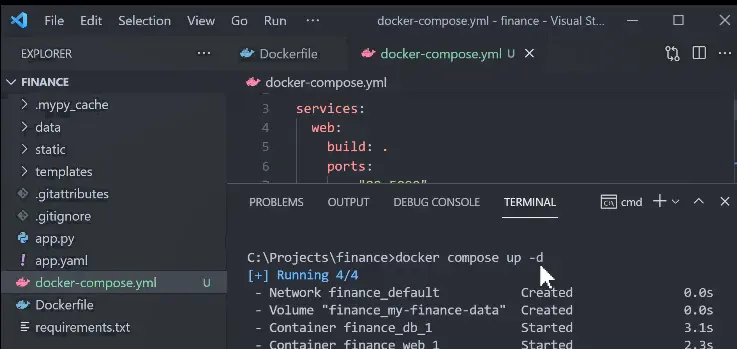 File Edit Selection View Go Run ··· docker-compose.yml - finance - Visual St...
EXPLORER ···
Dockerfile docker-compose.yml U
FINANCE
.mypy_cache
data
static
templates
.gitattributes
.gitignore
app.py
app.yaml
docker-compose.yml U
Dockerfile
requirements.txt
docker-compose.yml
3 services:
4 web:
5 build: .
6 ports:
PROBLEMS OUTPUT DEBUG CONSOLE TERMINAL cmd
C:\Projects\finance>docker compose up -d
[+] Running 4/4
- Network finance_default Created 0.0s
- Volume "finance_my-finance-data" Created 0.0s
- Container finance_db_1 Started 3.1s
- Container finance_web_1 Started 2.3s